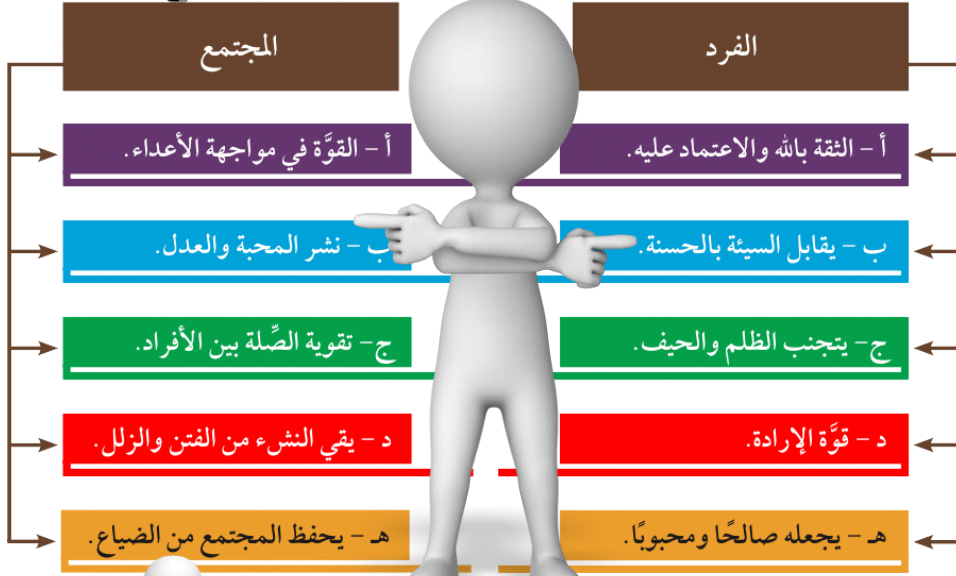 الفرد
المجتمع
أ – الثقة بالله والاعتماد عليه.
أ – القوَّة في مواجهة الأعداء.
ب – يقابل السيئة بالحسنة.
ب – نشر المحبة والعدل.
ج– يتجنب الظلم والحيف.
ج– تقوية الصِّلة بين الأفراد.
د – قوَّة الإرادة.
د – يقي النشء من الفتن والزلل.
هـ – يجعله صالحًا ومحبوبًا.
هـ – يحفظ المجتمع من الضياع.